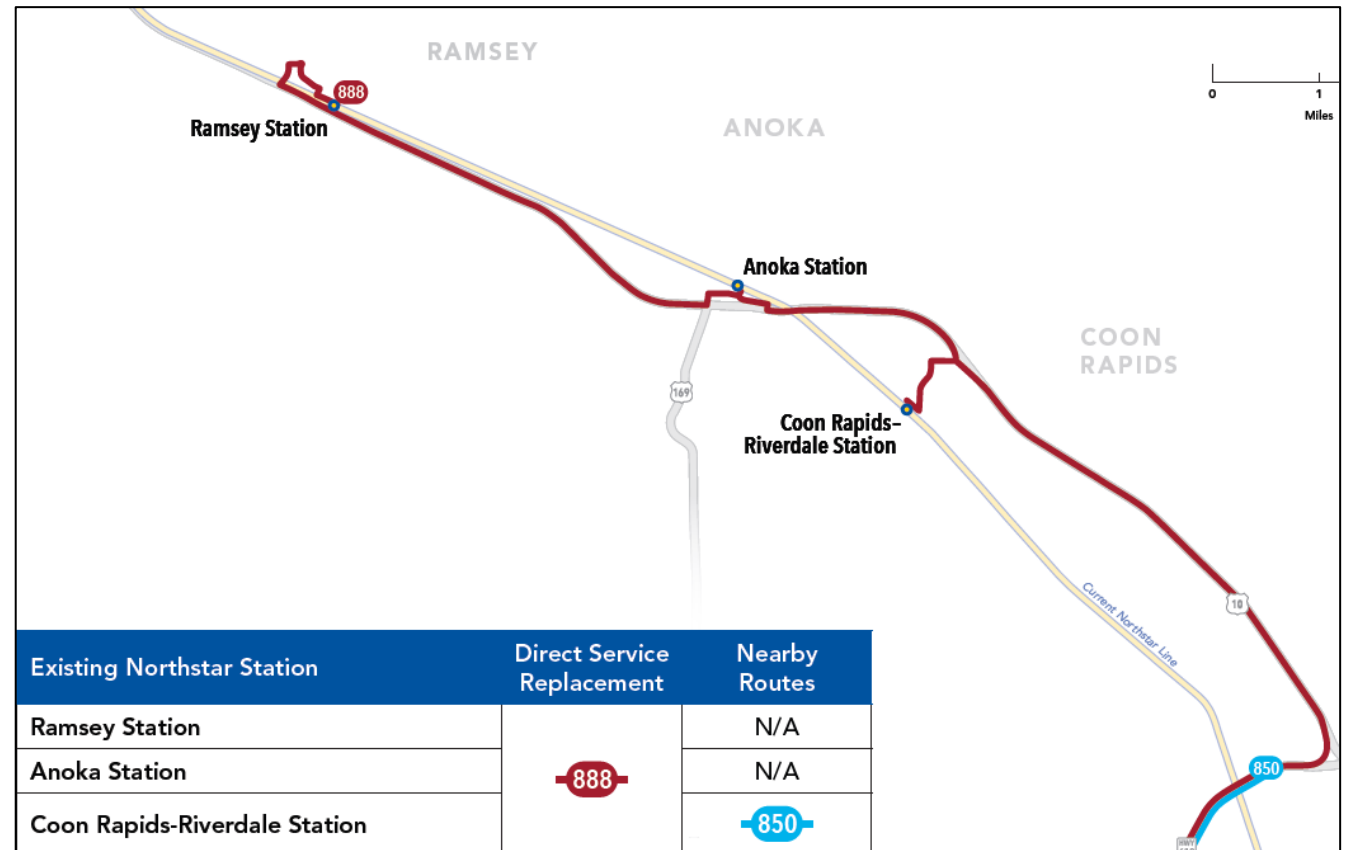 RAMSEY
888
Ramsey Station
ANOKA
0 1
Miles
Anoka Station
COON
RAPIDS
169
Coon Rapids–
Riverdale Station
Current Northstar Line
10
850
HWY
Existing Northstar Station
Direct Service
Replacement
Nearby
Routes
Ramsey Station
N/A
Anoka Station
888
N/A
Coon Rapids-Riverdale Station
850